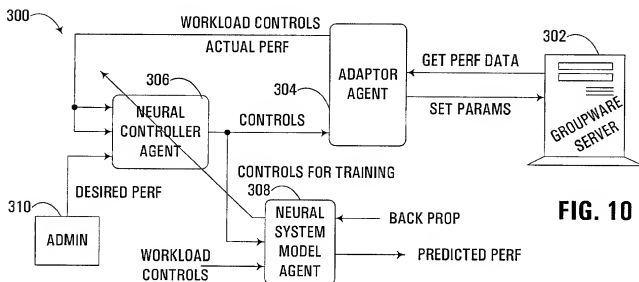 300
WORKLOAD CONTROLS
ACTUAL PERF
302
306
ADAPTOR
AGENT
304
GET PERF DATA
SET PARAMS
GROUPWARE
SERVER
NEURAL
CONTROLLER
AGENT
CONTROLS
CONTROLS FOR TRAINING
308
DESIRED PERF
310
ADMIN
NEURAL
SYSTEM
MODEL
AGENT
BACK PROP
PREDICTED PERF
WORKLOAD
CONTROLS
FIG. 10